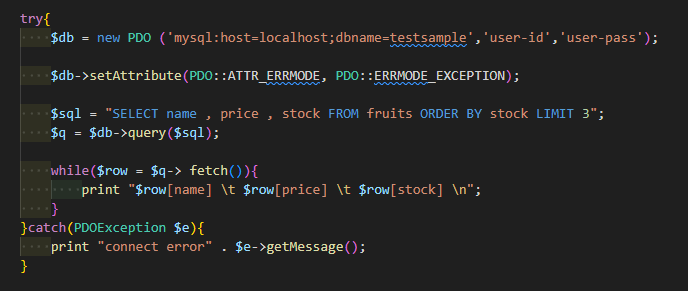 try{
    $db = new PDO ('mysql:host=localhost;dbname=testsample','user-id','user-pass');
    $db->setAttribute(PDO::ATTR_ERRMODE, PDO::ERRMODE_EXCEPTION);
    $sql = "SELECT name , price , stock FROM fruits ORDER BY stock LIMIT 3";
    $q = $db->query($sql);
    while($row = $q-> fetch()){
        print "$row[name] \t $row[price] \t $row[stock] \n";
    }
}catch(PDOException $e){
    print "connect error" . $e->getMessage();
}